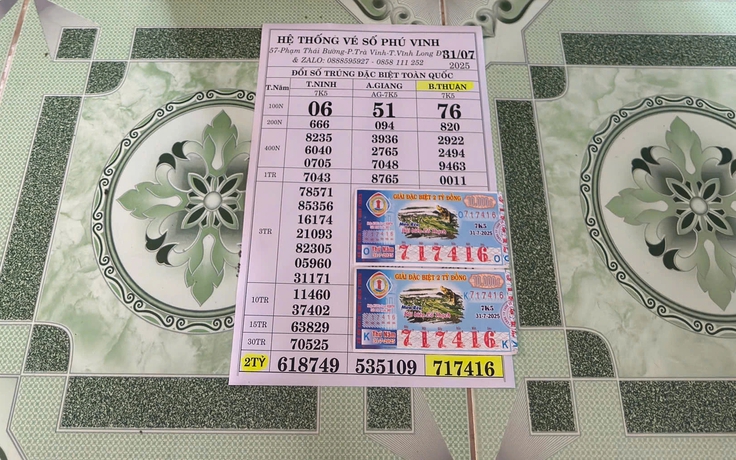 HỆ THỐNG VÉ SỐ PHÚ VINH
57-Phạm Thái Bường-P.Trà Vinh-T.Vĩnh Long Đ
31/07
& ZALO: 0888595927 - 0858 111 252
2025
ĐỔI SỐ TRÚNG ĐẶC BIỆT TOÀN QUỐC
T.Năm T.NINH A.GIANG B.THUẬN
7K5 AG-7K5 7K5
100N 06 51 76
200N 666 094 820
8235 3936 2922
400N 6040 2765 2494
0705 7048 9463
1TR 7043 8765 0011
78571
85356
16174
21093
3TR 82305
05960
31171
10TR 11460
37402
15TR 63829
30TR 70525
2TỶ 618749 535109 717416
GIẢI ĐẶC BIỆT 2 TỶ ĐỒNG
10.000đ
O 717416
7K5
31-7-2025
O 717416
GIẢI ĐẶC BIỆT 2 TỶ ĐỒNG
10.000đ
K 717416
7K5
31-7-2025
K 717416